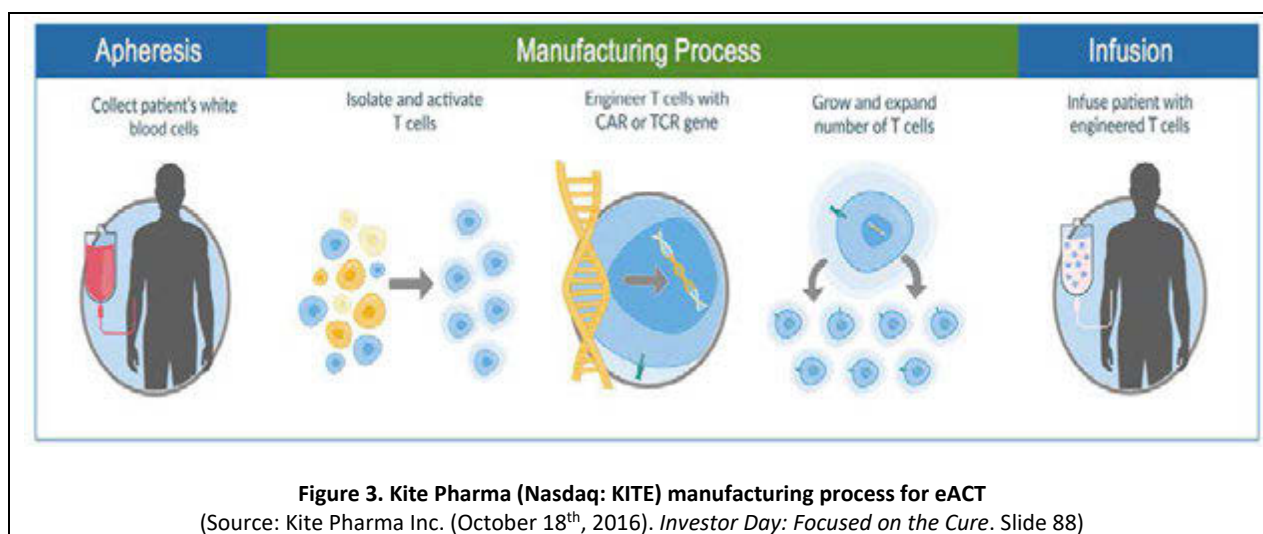 Apheresis
Manufacturing Process
Infusion
Collect patient's white
blood cells
Isolate and activate
T cells
Engineer T cells with
CAR or TCR gene
Grow and expand
number of T cells
Infuse patient with
engineered T cells
Figure 3. Kite Pharma (Nasdaq: KITE) manufacturing process for eACT
(Source: Kite Pharma Inc. (October 18th, 2016). Investor Day: Focused on the Cure. Slide 88)